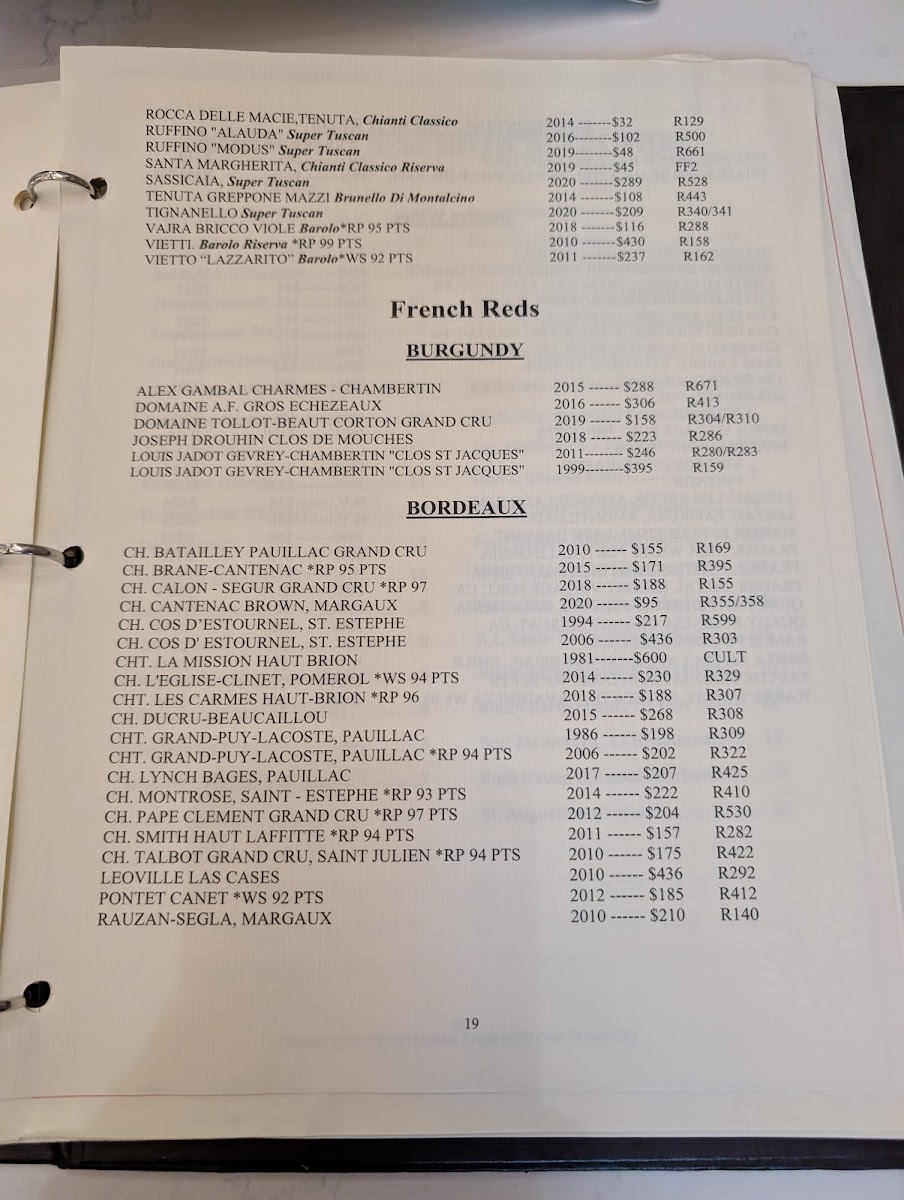 ROCCA DELLE MACIE,TENUTA, Chianti Classico 2014 -------$32 R129
RUFFINO "ALAUDA" Super Tuscan 2016--------$102 R500
RUFFINO "MODUS" Super Tuscan 2019--------$48 R661
SANTA MARGHERITA, Chianti Classico Riserva 2019 -------$45 FF2
SASSICAIA, Super Tuscan 2020 -------$289 R528
TENUTA GREPPONE MAZZI Brunello Di Montalcino 2014 -------$108 R443
TIGNANELLO Super Tuscan 2020 -------$209 R340/341
VAJRA BRICCO VIOLE Barolo*RP 95 PTS 2018 -------$116 R288
VIETTI. Barolo Riserva *RP 99 PTS 2010 -------$430 R158
VIETTO “LAZZARITO” Barolo*WS 92 PTS 2011 -------$237 R162
French Reds
BURGUNDY
ALEX GAMBAL CHARMES - CHAMBERTIN 2015 ------ $288 R671
DOMAINE A.F. GROS ECHEZEAUX 2016 ------ $306 R413
DOMAINE TOLLOT-BEAUT CORTON GRAND CRU 2019 ------ $158 R304/R310
JOSEPH DROUHIN CLOS DE MOUCHES 2018 ------ $223 R286
LOUIS JADOT GEVREY-CHAMBERTIN "CLOS ST JACQUES" 2011-------- $246 R280/R283
LOUIS JADOT GEVREY-CHAMBERTIN "CLOS ST JACQUES" 1999--------$395 R159
BORDEAUX
CH. BATAILLEY PAUILLAC GRAND CRU 2010 ------ $155 R169
CH. BRANE-CANTENAC *RP 95 PTS 2015 ------ $171 R395
CH. CALON - SEGUR GRAND CRU *RP 97 2018 ------ $188 R155
CH. CANTENAC BROWN, MARGAUX 2020 ------ $95 R355/358
CH. COS D’ESTOURNEL, ST. ESTEPHE 1994 ------ $217 R599
CH. COS D' ESTOURNEL, ST. ESTEPHE 2006 ------ $436 R303
CHT. LA MISSION HAUT BRION 1981-------$600 CULT
CH. L'EGLISE-CLINET, POMEROL *WS 94 PTS 2014 ------ $230 R329
CHT. LES CARMES HAUT-BRION *RP 96 2018 ------ $188 R307
CH. DUCRU-BEAUCAILLOU 2015 ------ $268 R308
CHT. GRAND-PUY-LACOSTE, PAUILLAC 1986 ------ $198 R309
CHT. GRAND-PUY-LACOSTE, PAUILLAC *RP 94 PTS 2006 ------ $202 R322
CH. LYNCH BAGES, PAUILLAC 2017 ------ $207 R425
CH. MONTROSE, SAINT - ESTEPHE *RP 93 PTS 2014 ------ $222 R410
CH. PAPE CLEMENT GRAND CRU *RP 97 PTS 2012 ------ $204 R530
CH. SMITH HAUT LAFFITTE *RP 94 PTS 2011 ------ $157 R282
CH. TALBOT GRAND CRU, SAINT JULIEN *RP 94 PTS 2010 ------ $175 R422
LEOVILLE LAS CASES 2010 ------ $436 R292
PONTET CANET *WS 92 PTS 2012 ------ $185 R412
RAUZAN-SEGLA, MARGAUX 2010 ------ $210 R140
19